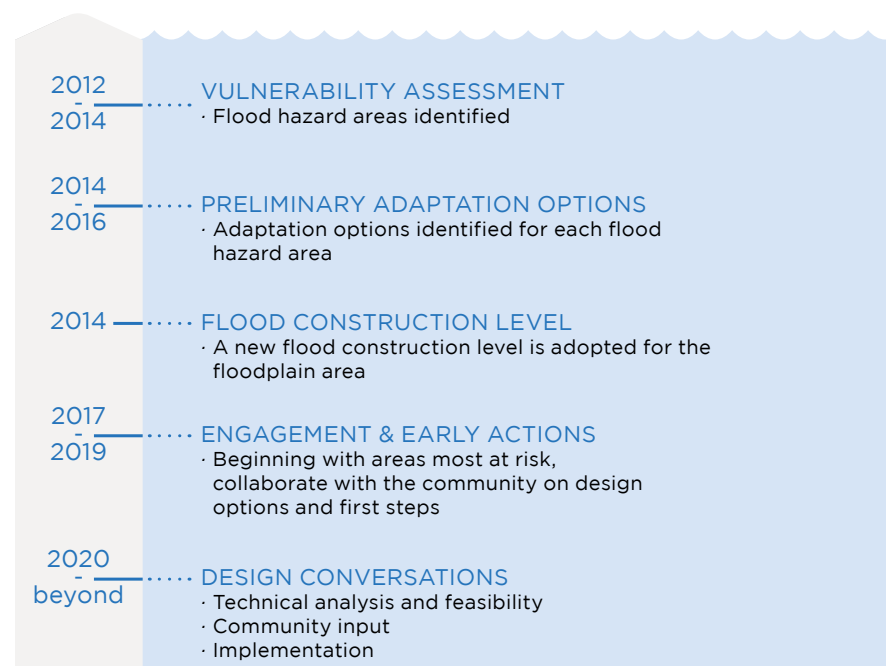 2012
-
2014
VULNERABILITY ASSESSMENT
· Flood hazard areas identified
2014
-
2016
PRELIMINARY ADAPTATION OPTIONS
· Adaptation options identified for each flood
hazard area
2014
FLOOD CONSTRUCTION LEVEL
· A new flood construction level is adopted for the
floodplain area
2017
-
2019
ENGAGEMENT & EARLY ACTIONS
· Beginning with areas most at risk,
collaborate with the community on design
options and first steps
2020
-
beyond
DESIGN CONVERSATIONS
· Technical analysis and feasibility
· Community input
· Implementation